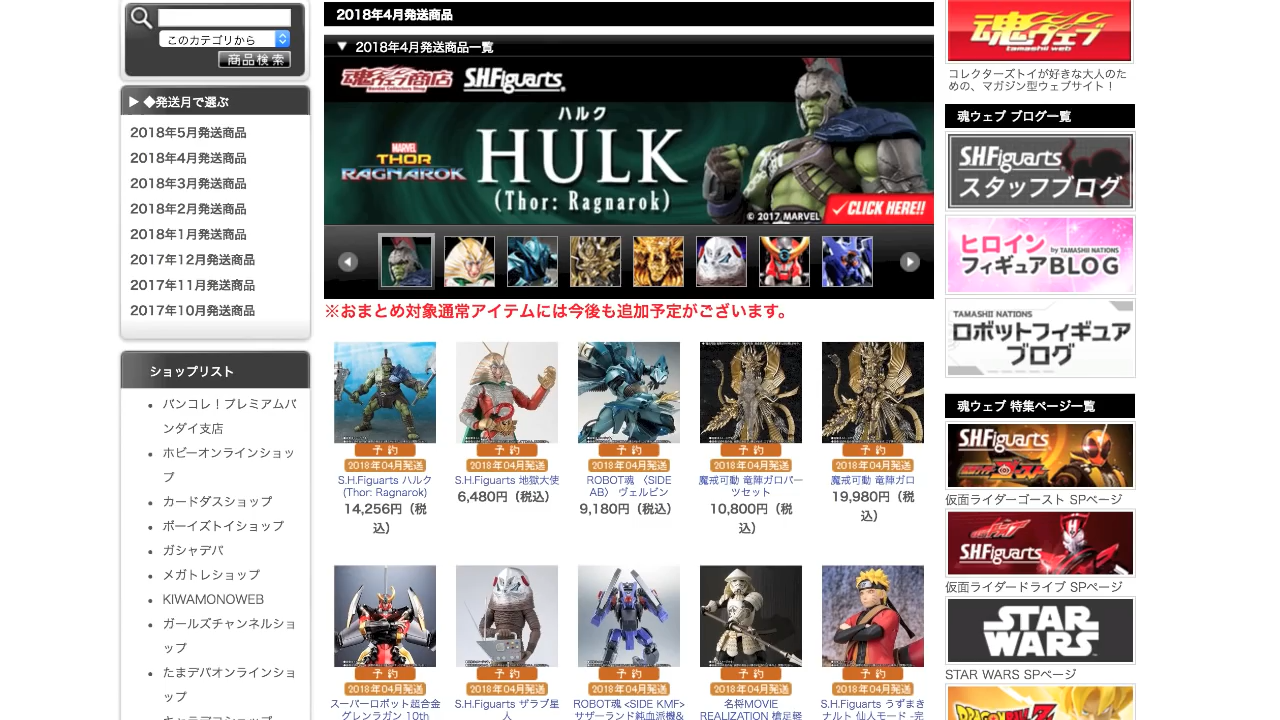 このカテゴリから
商品検索
▶ ◆発送月で選ぶ
2018年5月発送商品
2018年4月発送商品
2018年3月発送商品
2018年2月発送商品
2018年1月発送商品
2017年12月発送商品
2017年11月発送商品
2017年10月発送商品
ショップリスト
バンコレ！プレミアムバ
ンダイ支店
ホビーオンラインショッ
プ
カードダスショップ
ボーイズトイショップ
ガシャデパ
メガトレショップ
KIWAMONOWEB
ガールズチャンネルショ
ップ
たまデパオンラインショ
ップ
キャラデコショップ
2018年4月発送商品
▼ 2018年4月発送商品一覧
魂ウェブ商店
S.H.Figuarts
ハルク
HULK
(Thor: Ragnarok)
MARVEL
THOR
RAGNAROK
© 2017 MARVEL
CLICK HERE!!
※おまとめ対象通常アイテムには今後も追加予定がございます。
予約
2018年04月発送
S.H.Figuarts ハルク
(Thor: Ragnarok)
14,256円（税
込）
予約
2018年04月発送
S.H.Figuarts 地獄大使
6,480円（税込）
予約
2018年04月発送
ROBOT魂 〈SIDE
AB〉 ヴェルビン
9,180円（税込）
予約
2018年04月発送
魔戒可動 竜陣ガロパー
ツセット
10,800円（税
込）
予約
2018年04月発送
魔戒可動 竜陣ガロ
19,980円（税
込）
予約
2018年04月発送
スーパーロボット超合金
グレンラガン 10th
予約
2018年04月発送
S.H.Figuarts ザラブ星
人
予約
2018年04月発送
ROBOT魂 <SIDE KMF>
サザーランド純血派機&
予約
2018年04月発送
名将MOVIE
REALIZATION 槍足軽
予約
2018年04月発送
S.H.Figuarts うずまき
ナルト 仙人モード -完
魂ウェブ
tamashii web
コレクターズトイが好きな大人のた
めの、マガジン型ウェブサイト！
魂ウェブ ブログ一覧
S.H.Figuarts
スタッフブログ
ヒロイン by TAMASHII NATIONS
フィギュアBLOG
TAMASHII NATIONS
ロボットフィギュア
ブログ
魂ウェブ 特集ページ一覧
S.H.Figuarts
仮面ライダーゴースト SPページ
S.H.Figuarts
仮面ライダードライブ SPページ
STAR
WARS
STAR WARS SPページ
DRAGONBALL Z